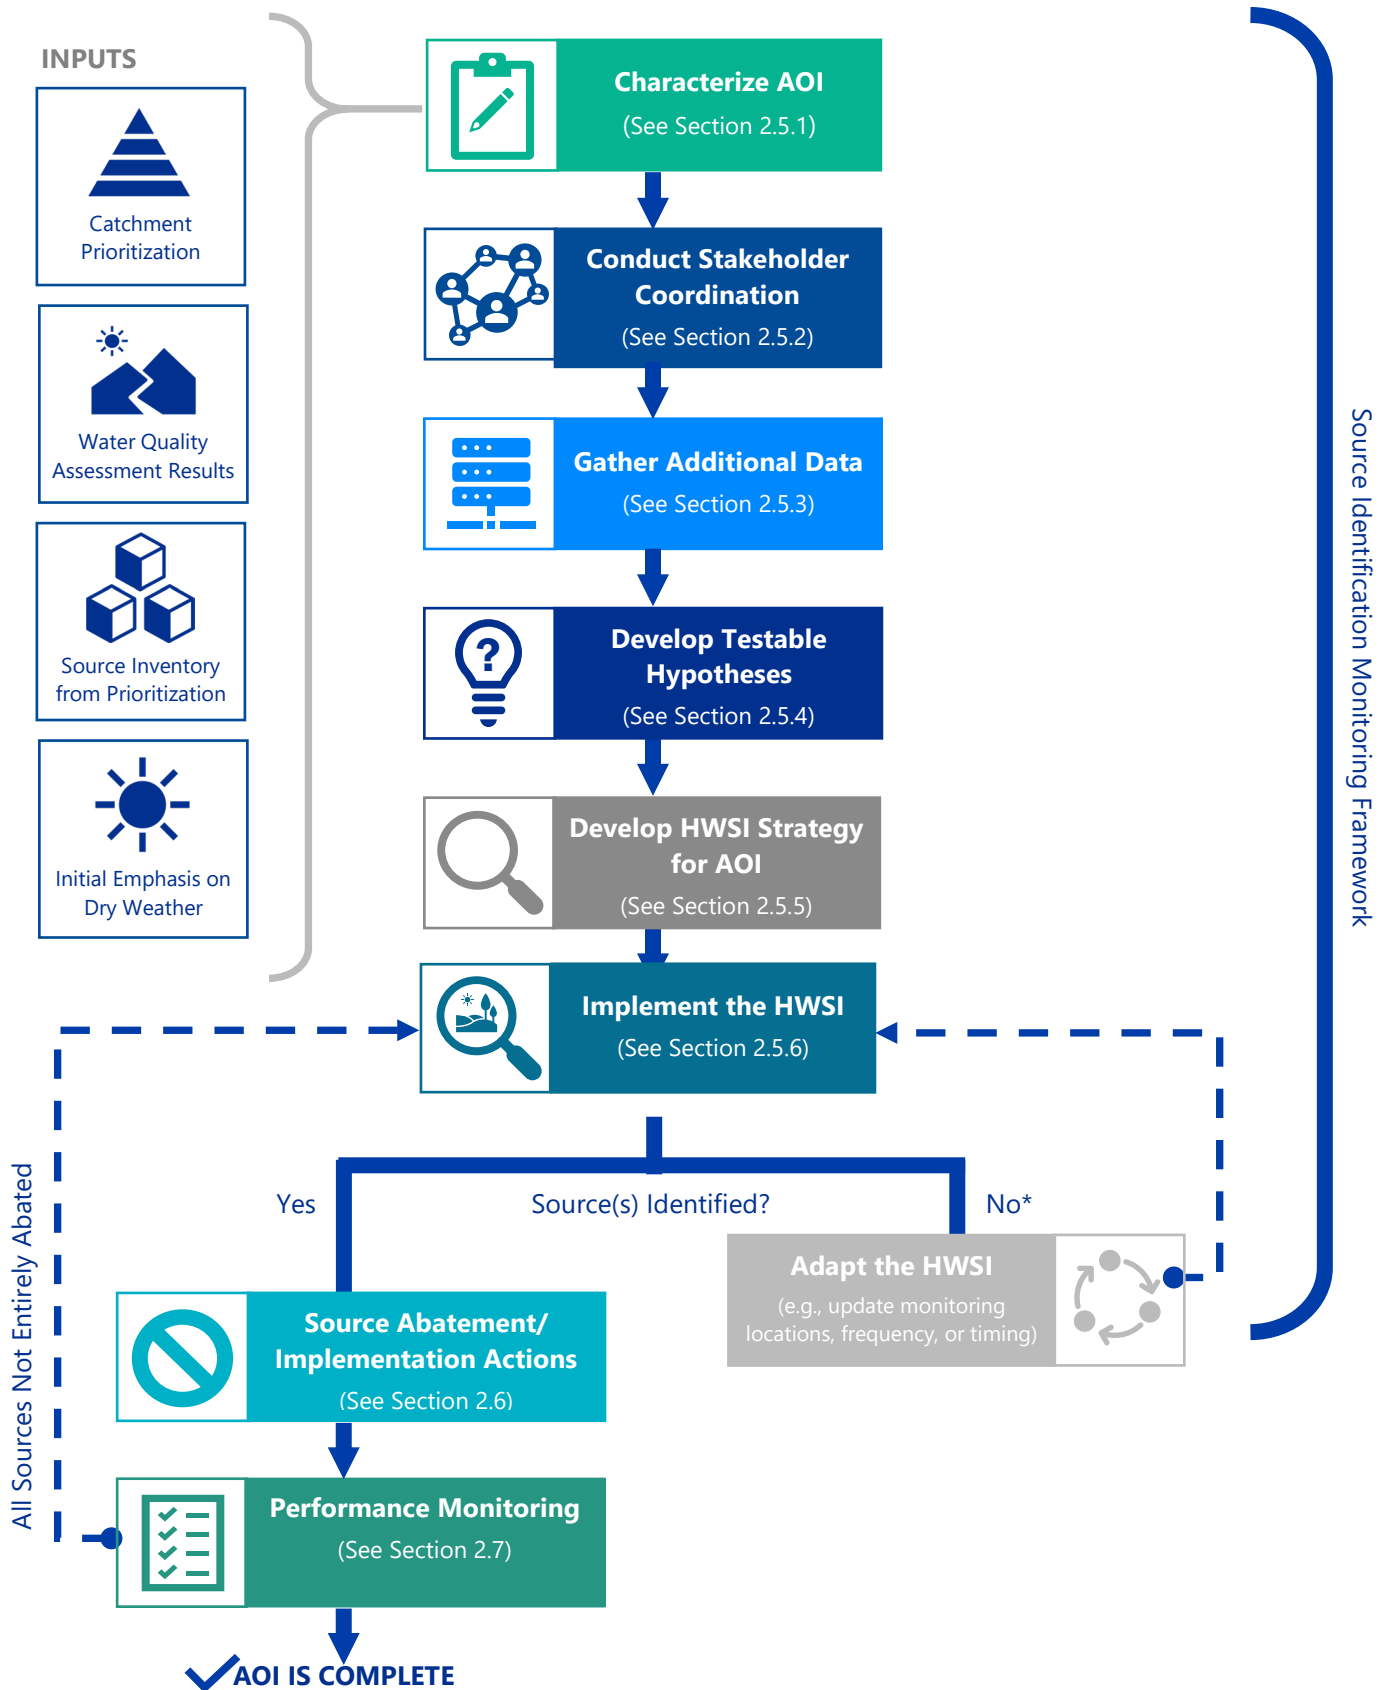 INPUTS
Catchment
Prioritization
Water Quality
Assessment Results
Source Inventory
from Prioritization
Initial Emphasis on
Dry Weather
Characterize AOI
(See Section 2.5.1)
Conduct Stakeholder
Coordination
(See Section 2.5.2)
Gather Additional Data
(See Section 2.5.3)
Develop Testable
Hypotheses
(See Section 2.5.4)
Develop HWSI Strategy
for AOI
(See Section 2.5.5)
Implement the HWSI
(See Section 2.5.6)
Source Identification Monitoring Framework
Yes
Source(s) Identified?
No*
Adapt the HWSI
(e.g., update monitoring
locations, frequency, or timing)
Source Abatement/
Implementation Actions
(See Section 2.6)
All Sources Not Entirely Abated
Performance Monitoring
(See Section 2.7)
AOI IS COMPLETE